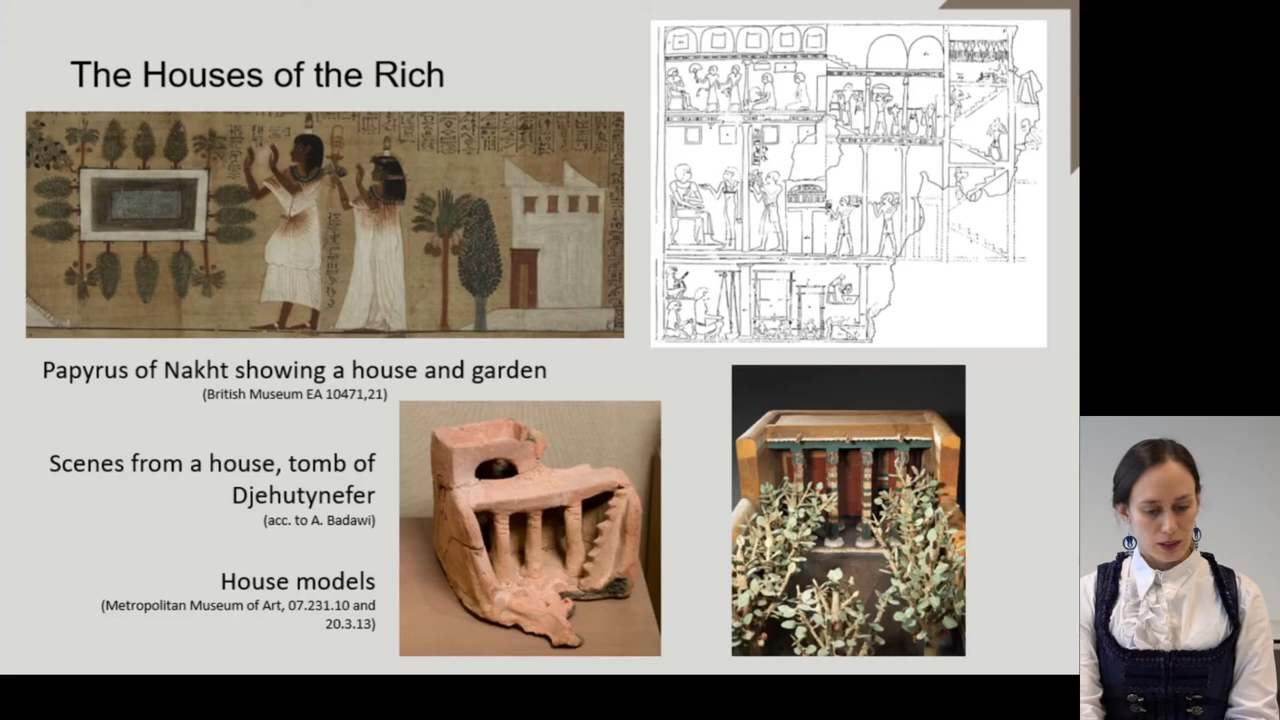 The Houses of the Rich
Papyrus of Nakht showing a house and garden
(British Museum EA 10471,21)
Scenes from a house, tomb of
Djehutynefer
(acc. to A. Badawi)
House models
(Metropolitan Museum of Art, 07.231.10 and
20.3.13)